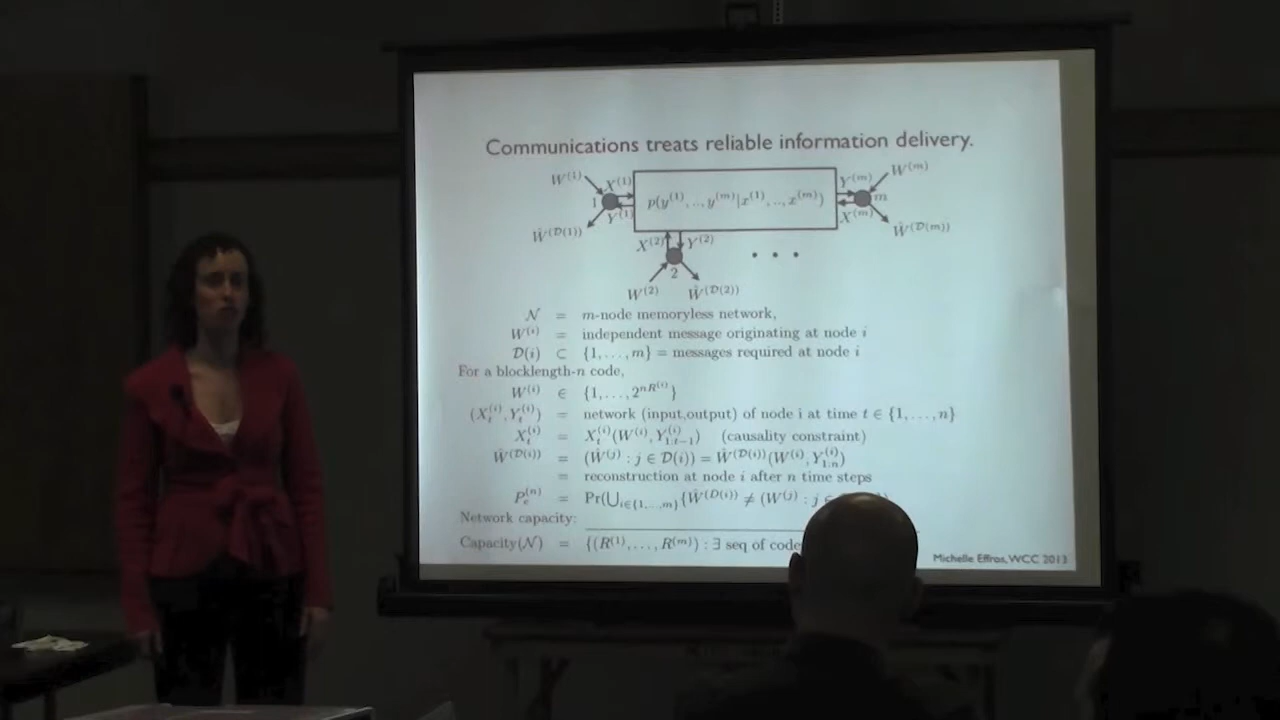 Communications treats reliable information delivery.
W^(1) X^(1) Y^(m) W^(m)
1 p(y^(1),..,y^(m)|x^(1),..,x^(m)) m
Ŵ^(D(1)) Y^(1) X^(m) Ŵ^(D(m))
X^(2) Y^(2) • • •
2
W^(2) Ŵ^(D(2))
N = m-node memoryless network,
W^(i) = independent message originating at node i
D(i) ⊂ {1,...,m} = messages required at node i
For a blocklength-n code,
W^(i) ∈ {1,...,2^{nR^(i)}}
(X_t^(i), Y_t^(i)) = network (input,output) of node i at time t ∈ {1,...,n}
X_t^(i) = X_t^(i)(W^(i), Y_{1:t-1}^(i)) (causality constraint)
Ŵ^(D(i)) = (Ŵ^(j) : j ∈ D(i)) = Ŵ^(D(i))(W^(i), Y_{1:n}^(i))
= reconstruction at node i after n time steps
P_e^(n) = Pr(⋃_{i∈{1,...,m}} {Ŵ^(D(i)) ≠ (W^(j) : j
Network capacity:
Capacity(N) = {(R^(1),...,R^(m)) : ∃ seq of code
Michelle Effros, WCC 2013